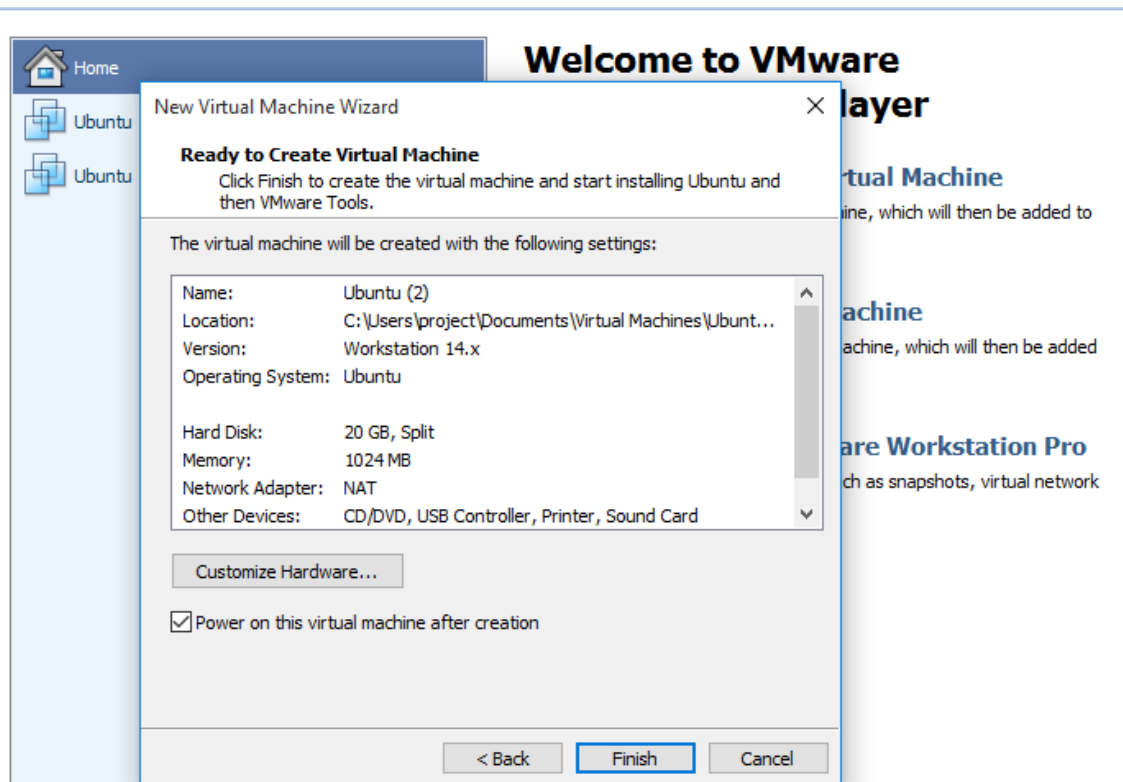 Home
Ubuntu
Ubuntu
Welcome to VMware
layer
rtual Machine
ine, which will then be added to
achine
achine, which will then be added
are Workstation Pro
ch as snapshots, virtual network
New Virtual Machine Wizard
Ready to Create Virtual Machine
Click Finish to create the virtual machine and start installing Ubuntu and
then VMware Tools.
The virtual machine will be created with the following settings:
Name: Ubuntu (2)
Location: C:\Users\project\Documents\Virtual Machines\Ubunt...
Version: Workstation 14.x
Operating System: Ubuntu
Hard Disk: 20 GB, Split
Memory: 1024 MB
Network Adapter: NAT
Other Devices: CD/DVD, USB Controller, Printer, Sound Card
Customize Hardware...
Power on this virtual machine after creation
< Back Finish Cancel